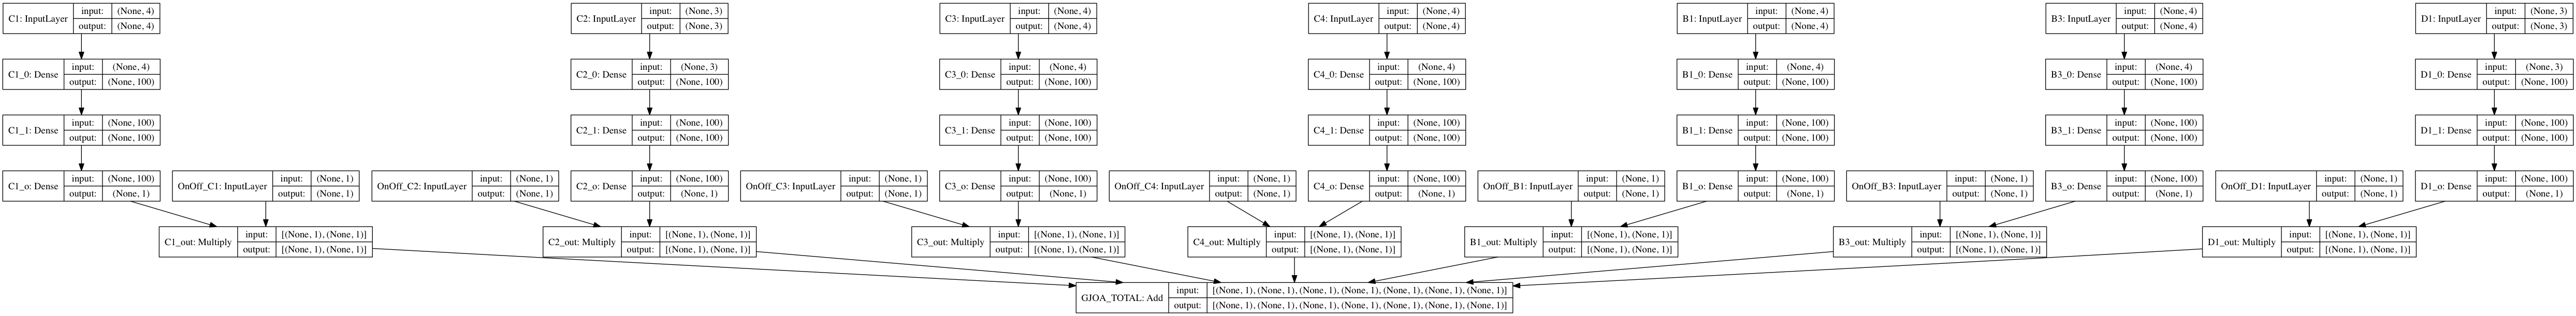 C1: InputLayer input: (None, 4) output: (None, 4)
C2: InputLayer input: (None, 3) output: (None, 3)
C3: InputLayer input: (None, 4) output: (None, 4)
C4: InputLayer input: (None, 4) output: (None, 4)
B1: InputLayer input: (None, 4) output: (None, 4)
B3: InputLayer input: (None, 4) output: (None, 4)
D1: InputLayer input: (None, 3) output: (None, 3)
C1_0: Dense input: (None, 4) output: (None, 100)
C2_0: Dense input: (None, 3) output: (None, 100)
C3_0: Dense input: (None, 4) output: (None, 100)
C4_0: Dense input: (None, 4) output: (None, 100)
B1_0: Dense input: (None, 4) output: (None, 100)
B3_0: Dense input: (None, 4) output: (None, 100)
D1_0: Dense input: (None, 3) output: (None, 100)
C1_1: Dense input: (None, 100) output: (None, 100)
C2_1: Dense input: (None, 100) output: (None, 100)
C3_1: Dense input: (None, 100) output: (None, 100)
C4_1: Dense input: (None, 100) output: (None, 100)
B1_1: Dense input: (None, 100) output: (None, 100)
B3_1: Dense input: (None, 100) output: (None, 100)
D1_1: Dense input: (None, 100) output: (None, 100)
C1_o: Dense input: (None, 100) output: (None, 1)
OnOff_C1: InputLayer input: (None, 1) output: (None, 1)
OnOff_C2: InputLayer input: (None, 1) output: (None, 1)
C2_o: Dense input: (None, 100) output: (None, 1)
OnOff_C3: InputLayer input: (None, 1) output: (None, 1)
C3_o: Dense input: (None, 100) output: (None, 1)
OnOff_C4: InputLayer input: (None, 1) output: (None, 1)
C4_o: Dense input: (None, 100) output: (None, 1)
OnOff_B1: InputLayer input: (None, 1) output: (None, 1)
B1_o: Dense input: (None, 100) output: (None, 1)
OnOff_B3: InputLayer input: (None, 1) output: (None, 1)
B3_o: Dense input: (None, 100) output: (None, 1)
OnOff_D1: InputLayer input: (None, 1) output: (None, 1)
D1_o: Dense input: (None, 100) output: (None, 1)
C1_out: Multiply input: [(None, 1), (None, 1)] output: [(None, 1), (None, 1)]
C2_out: Multiply input: [(None, 1), (None, 1)] output: [(None, 1), (None, 1)]
C3_out: Multiply input: [(None, 1), (None, 1)] output: [(None, 1), (None, 1)]
C4_out: Multiply input: [(None, 1), (None, 1)] output: [(None, 1), (None, 1)]
B1_out: Multiply input: [(None, 1), (None, 1)] output: [(None, 1), (None, 1)]
B3_out: Multiply input: [(None, 1), (None, 1)] output: [(None, 1), (None, 1)]
D1_out: Multiply input: [(None, 1), (None, 1)] output: [(None, 1), (None, 1)]
GJOA_TOTAL: Add input: [(None, 1), (None, 1), (None, 1), (None, 1), (None, 1), (None, 1), (None, 1)] output: [(None, 1), (None, 1), (None, 1), (None, 1), (None, 1), (None, 1), (None, 1)]